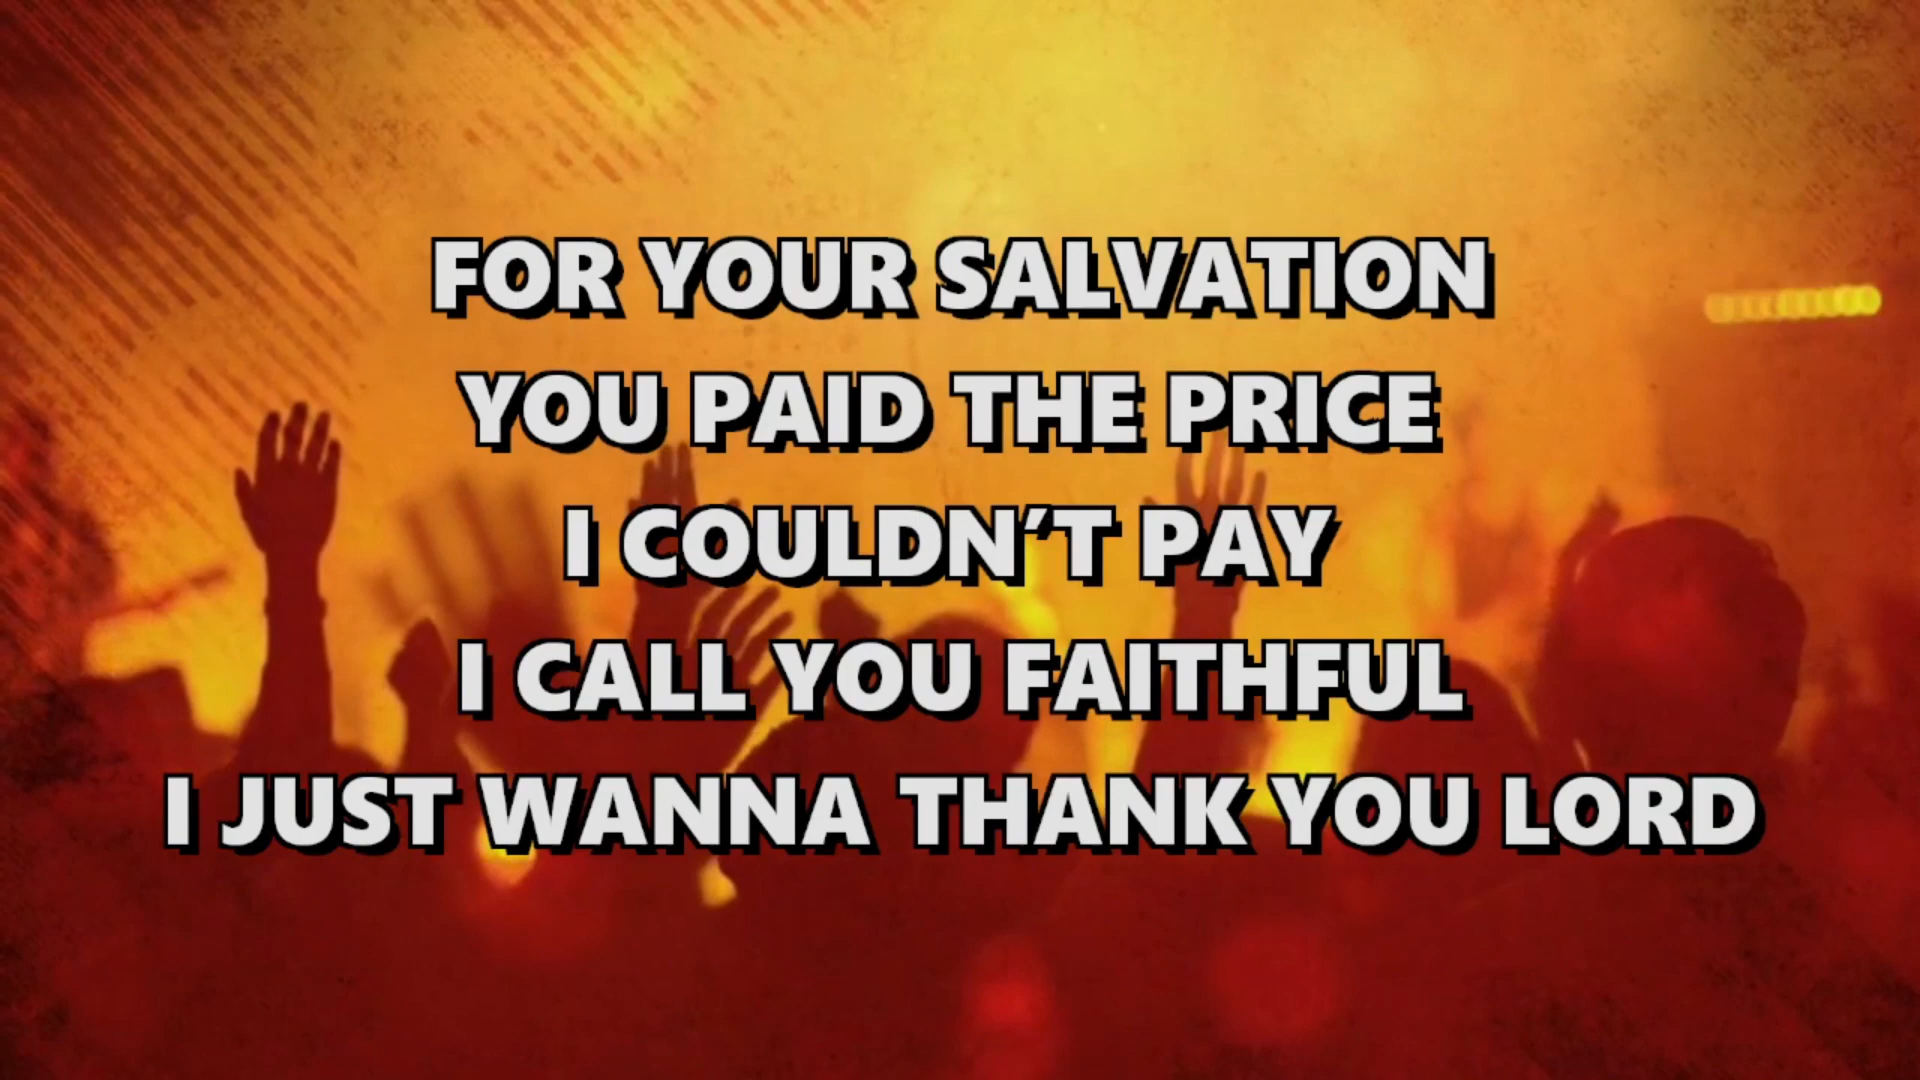 FOR YOUR SALVATION
YOU PAID THE PRICE
I COULDN’T PAY
I CALL YOU FAITHFUL
I JUST WANNA THANK YOU LORD